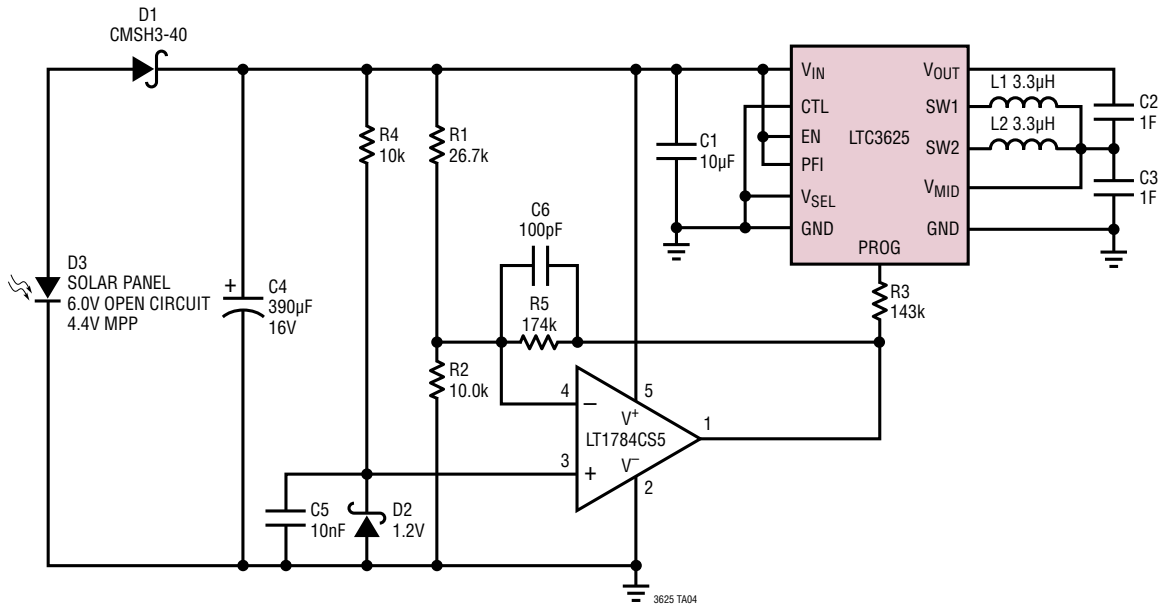 D1
CMSH3-40
D3
SOLAR PANEL
6.0V OPEN CIRCUIT
4.4V MPP
+
C4
390µF
16V
R4
10k
R1
26.7k
C6
100pF
R5
174k
R2
10.0k
C5
10nF
D2
1.2V
4
–
3
+
5
V+
LT1784CS5
V–
2
1
C1
10µF
VIN
CTL
EN
PFI
VSEL
GND
LTC3625
PROG
VOUT
SW1
SW2
VMID
GND
L1 3.3µH
L2 3.3µH
C2
1F
C3
1F
R3
143k
3625 TA04